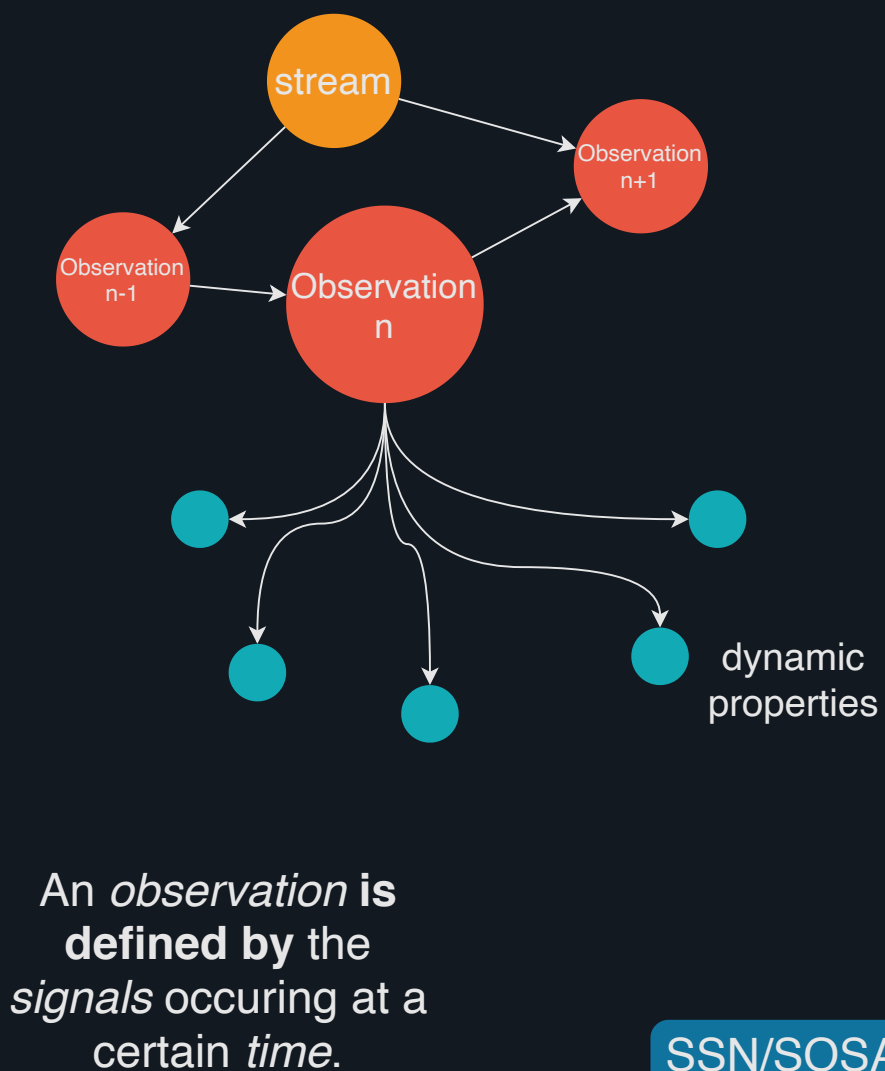 stream
Observation
n+1
Observation
n-1
Observation
n
dynamic
properties
An observation is
defined by the
signals occuring at a
certain time.
SSN/SOSA